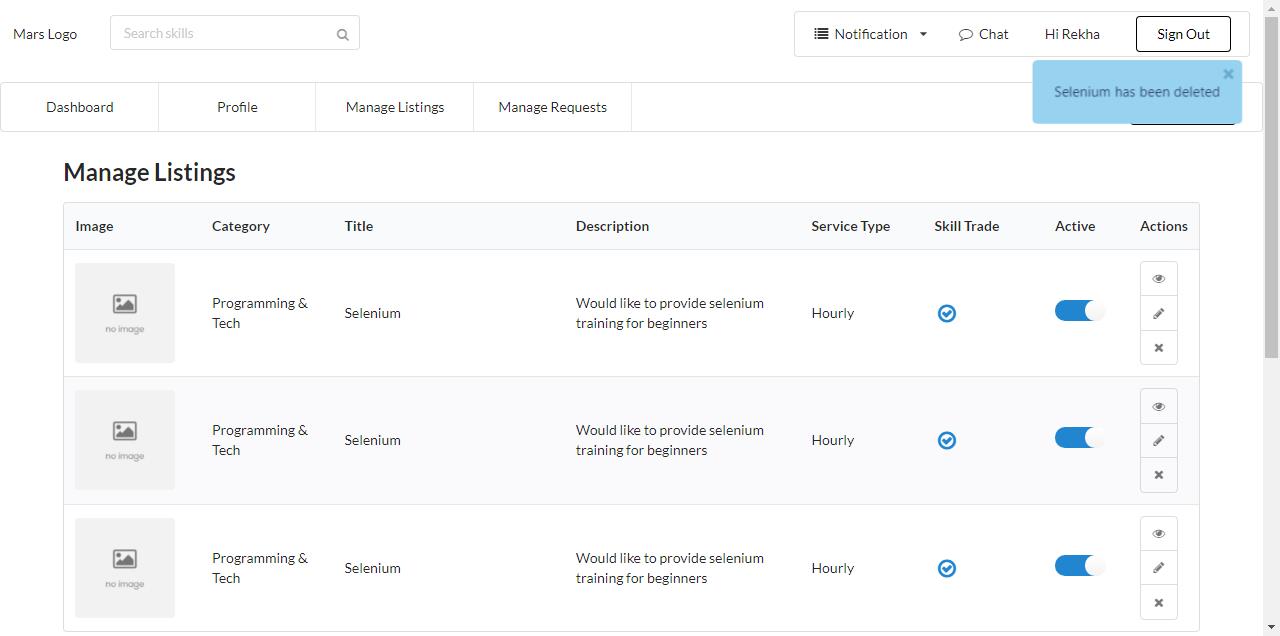 Mars Logo
Search skills
Notification
Chat
Hi Rekha
Sign Out
Selenium has been deleted
Dashboard
Profile
Manage Listings
Manage Requests
Manage Listings
Image Category Title Description Service Type Skill Trade Active Actions
no image
Programming &
Tech
Selenium
Would like to provide selenium
training for beginners
Hourly
no image
Programming &
Tech
Selenium
Would like to provide selenium
training for beginners
Hourly
no image
Programming &
Tech
Selenium
Would like to provide selenium
training for beginners
Hourly